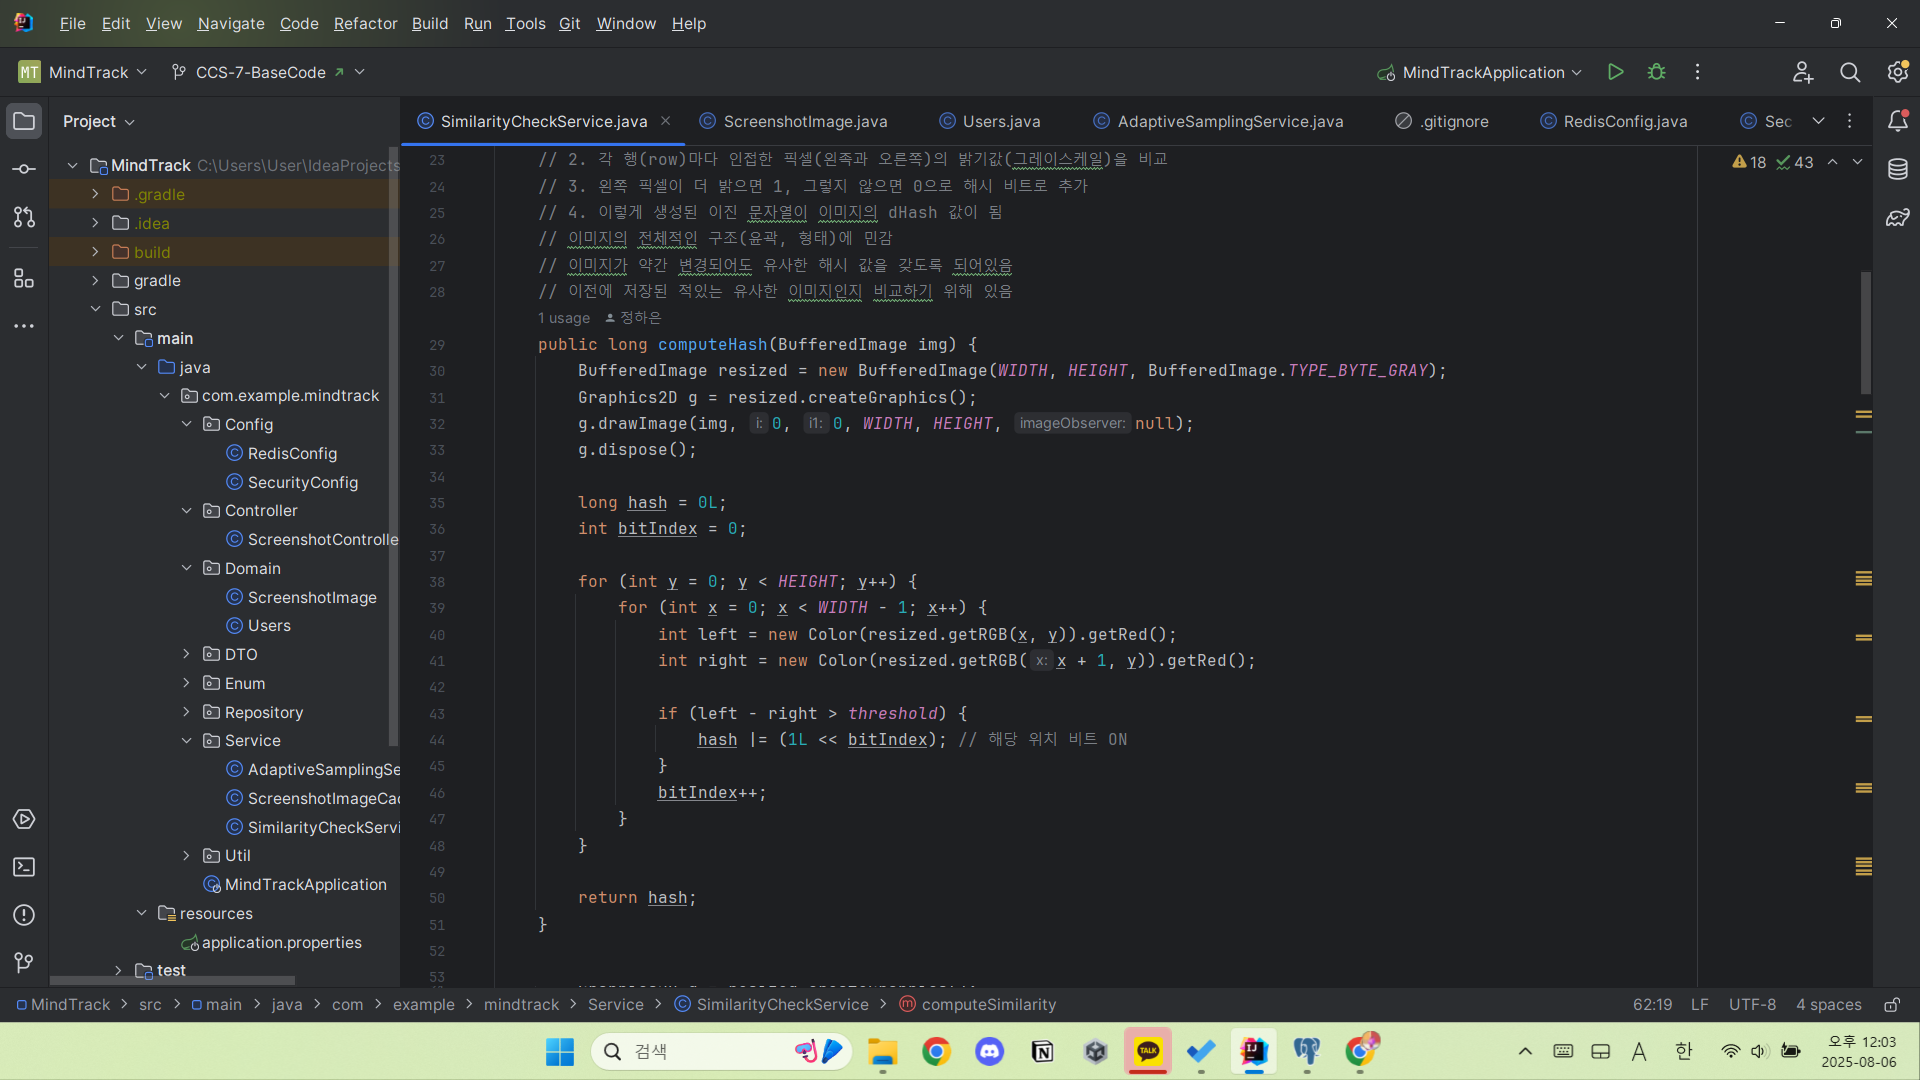 File Edit View Navigate Code Refactor Build Run Tools Git Window Help
MT MindTrack CCS-7-BaseCode MindTrackApplication
Project
SimilarityCheckService.java ScreenshotImage.java Users.java AdaptiveSamplingService.java .gitignore RedisConfig.java Sec
MindTrack C:\Users\User\IdeaProjects
.gradle
.idea
build
gradle
src
main
java
com.example.mindtrack
Config
RedisConfig
SecurityConfig
Controller
ScreenshotControlle
Domain
ScreenshotImage
Users
DTO
Enum
Repository
Service
AdaptiveSamplingSe
ScreenshotImageCac
SimilarityCheckServi
Util
MindTrackApplication
resources
application.properties
test
18 43
23 // 2. 각 행(row)마다 인접한 픽셀(왼족과 오른쪽)의 밝기값(그레이스케일)을 비교
24 // 3. 왼쪽 픽셀이 더 밝으면 1, 그렇지 않으면 0으로 해시 비트로 추가
25 // 4. 이렇게 생성된 이진 문자열이 이미지의 dHash 값이 됨
26 // 이미지의 전체적인 구조(윤곽, 형태)에 민감
27 // 이미지가 약간 변경되어도 유사한 해시 값을 갖도록 되어있음
28 // 이전에 저장된 적있는 유사한 이미지인지 비교하기 위해 있음
1 usage 정하은
29 public long computeHash(BufferedImage img) {
30 BufferedImage resized = new BufferedImage(WIDTH, HEIGHT, BufferedImage.TYPE_BYTE_GRAY);
31 Graphics2D g = resized.createGraphics();
32 g.drawImage(img, i: 0, i1: 0, WIDTH, HEIGHT, imageObserver: null);
33 g.dispose();
34
35 long hash = 0L;
36 int bitIndex = 0;
37
38 for (int y = 0; y < HEIGHT; y++) {
39 for (int x = 0; x < WIDTH - 1; x++) {
40 int left = new Color(resized.getRGB(x, y)).getRed();
41 int right = new Color(resized.getRGB( x: x + 1, y)).getRed();
42
43 if (left - right > threshold) {
44 hash |= (1L << bitIndex); // 해당 위치 비트 ON
45 }
46 bitIndex++;
47 }
48 }
49
50 return hash;
51 }
52
53
MindTrack > src > main > java > com > example > mindtrack > Service > SimilarityCheckService > computeSimilarity
62:19 LF UTF-8 4 spaces
검색
TALK
A 한
오후 12:03
2025-08-06